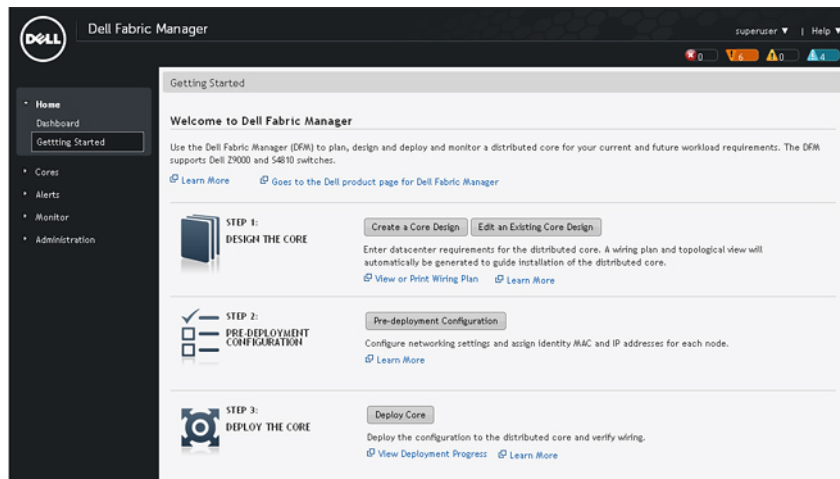 DELL
Dell Fabric Manager
superuser ▼ | Help ▼
0 6 0 4
Getting Started
Home
Dashboard
Gettting Started
Cores
Alerts
Monitor
Administration
Welcome to Dell Fabric Manager
Use the Dell Fabric Manager (DFM) to plan, design and deploy and monitor a distributed core for your current and future workload requirements. The DFM
supports Dell Z9000 and S4810 switches.
Learn More Goes to the Dell product page for Dell Fabric Manager
STEP 1:
DESIGN THE CORE
Create a Core Design Edit an Existing Core Design
Enter datacenter requirements for the distributed core. A wiring plan and topological view will
automatically be generated to guide installation of the distributed core.
View or Print Wiring Plan Learn More
STEP 2:
PRE-DEPLOYMENT
CONFIGURATION
Pre-deployment Configuration
Configure networking settings and assign identity MAC and IP addresses for each node.
Learn More
STEP 3:
DEPLOY THE CORE
Deploy Core
Deploy the configuration to the distributed core and verify wiring.
View Deployment Progress Learn More